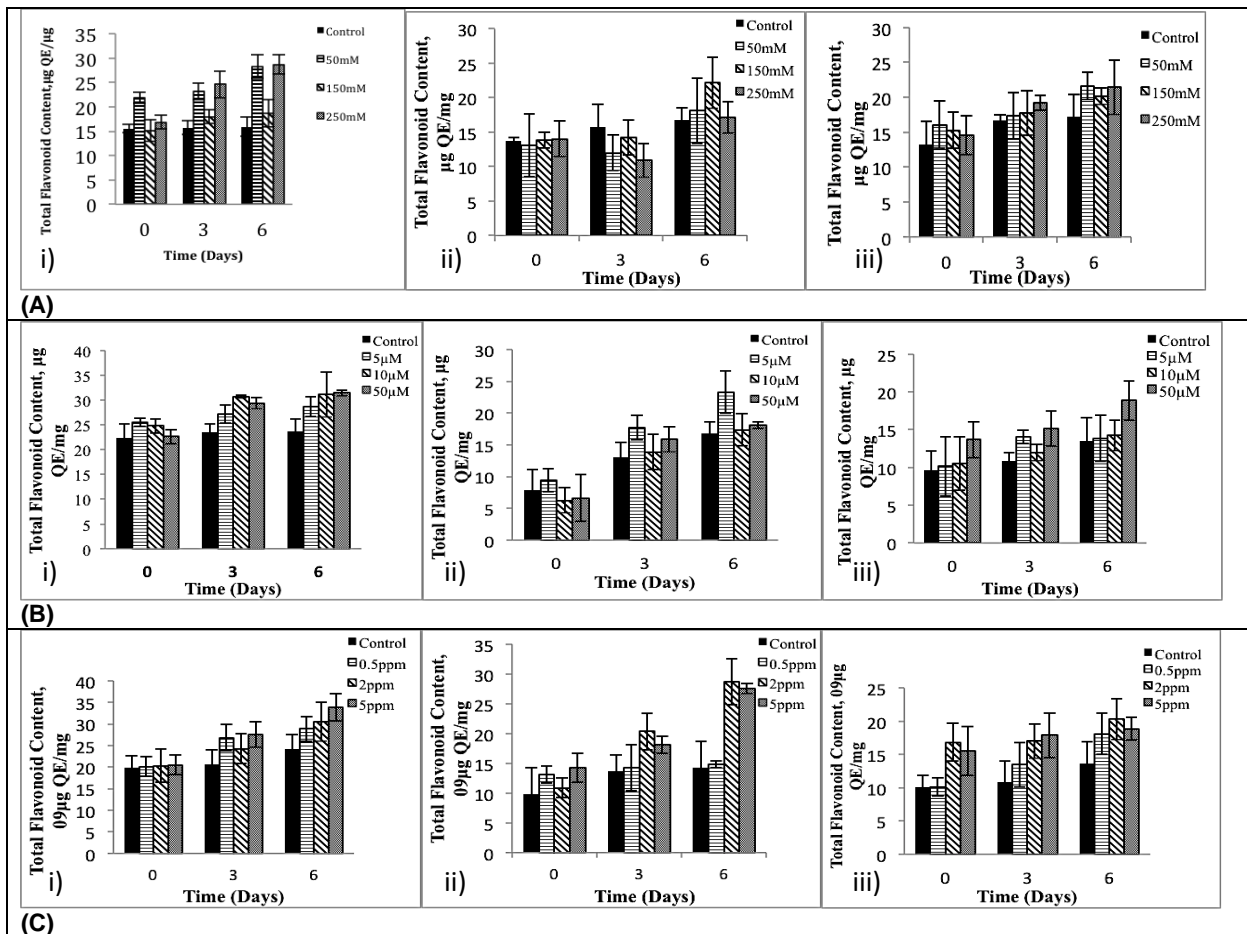 Total Flavonoid Content,µg QE/µg
35
30
25
20
15
10
5
0
0 3 6
Time (Days)
Control
50mM
150mM
250mM
i)
Total Flavonoid Content,
µg QE/mg
30
25
20
15
10
5
0
0 3 6
Time (Days)
Control
50mM
150mM
250mM
ii)
Total Flavonoid Content,
µg QE/mg
30
25
20
15
10
5
0
0 3 6
Time (Days)
Control
50mM
150mM
250mM
iii)
(A)
Total Flavonoid Content, µg
QE/mg
40
35
30
25
20
15
10
5
0
0 3 6
Time (Days)
Control
5µM
10µM
50µM
i)
Total Flavonoid Content, µg
QE/mg
30
25
20
15
10
5
0
0 3 6
Time (Days)
Control
5µM
10µM
50µM
ii)
Total Flavonoid Content, µg
QE/mg
25
20
15
10
5
0
0 3 6
Time (Days)
Control
5µM
10µM
50µM
iii)
(B)
Total Flavonoid Content,
09µg QE/mg
40
35
30
25
20
15
10
5
0
0 3 6
Time (Days)
Control
0.5ppm
2ppm
5ppm
i)
Total Flavonoid Content,
09µg QE/mg
35
30
25
20
15
10
5
0
0 3 6
Time (Days)
Control
0.5ppm
2ppm
5ppm
ii)
Total Flavonoid Content, 09µg
QE/mg
25
20
15
10
5
0
0 3 6
Time (Days)
Control
0.5ppm
2ppm
5ppm
iii)
(C)